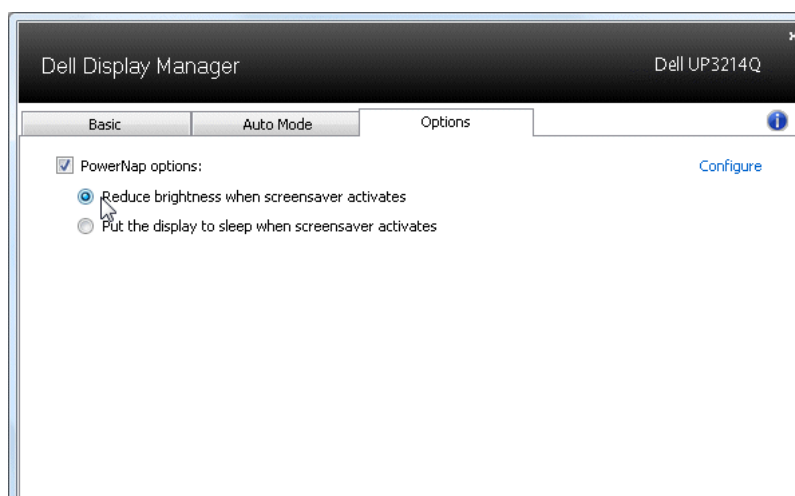 Dell Display Manager
Dell UP3214Q
Basic
Auto Mode
Options
PowerNap options:
Configure
Reduce brightness when screensaver activates
Put the display to sleep when screensaver activates